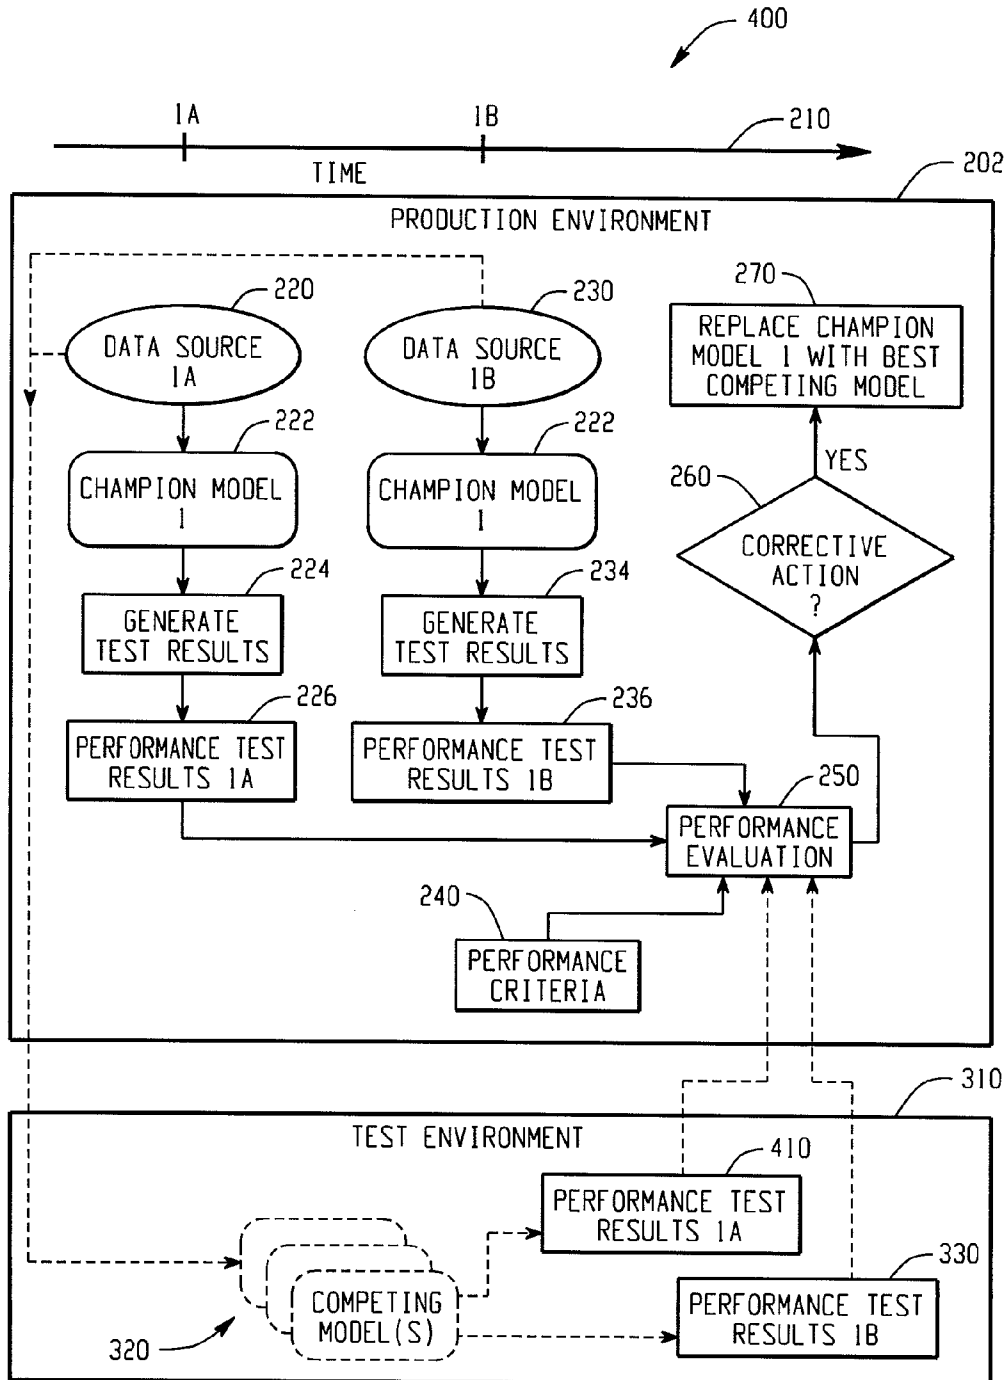 400
1A
1B
210
TIME
202
PRODUCTION ENVIRONMENT
220
230
270
DATA SOURCE
1A
DATA SOURCE
1B
REPLACE CHAMPION
MODEL 1 WITH BEST
COMPETING MODEL
222
222
CHAMPION MODEL
1
CHAMPION MODEL
1
YES
260
CORRECTIVE
ACTION
?
224
234
GENERATE
TEST RESULTS
GENERATE
TEST RESULTS
226
236
PERFORMANCE TEST
RESULTS 1A
PERFORMANCE TEST
RESULTS 1B
250
PERFORMANCE
EVALUATION
240
PERFORMANCE
CRITERIA
310
TEST ENVIRONMENT
410
PERFORMANCE TEST
RESULTS 1A
330
PERFORMANCE TEST
RESULTS 1B
COMPETING
MODEL(S)
320